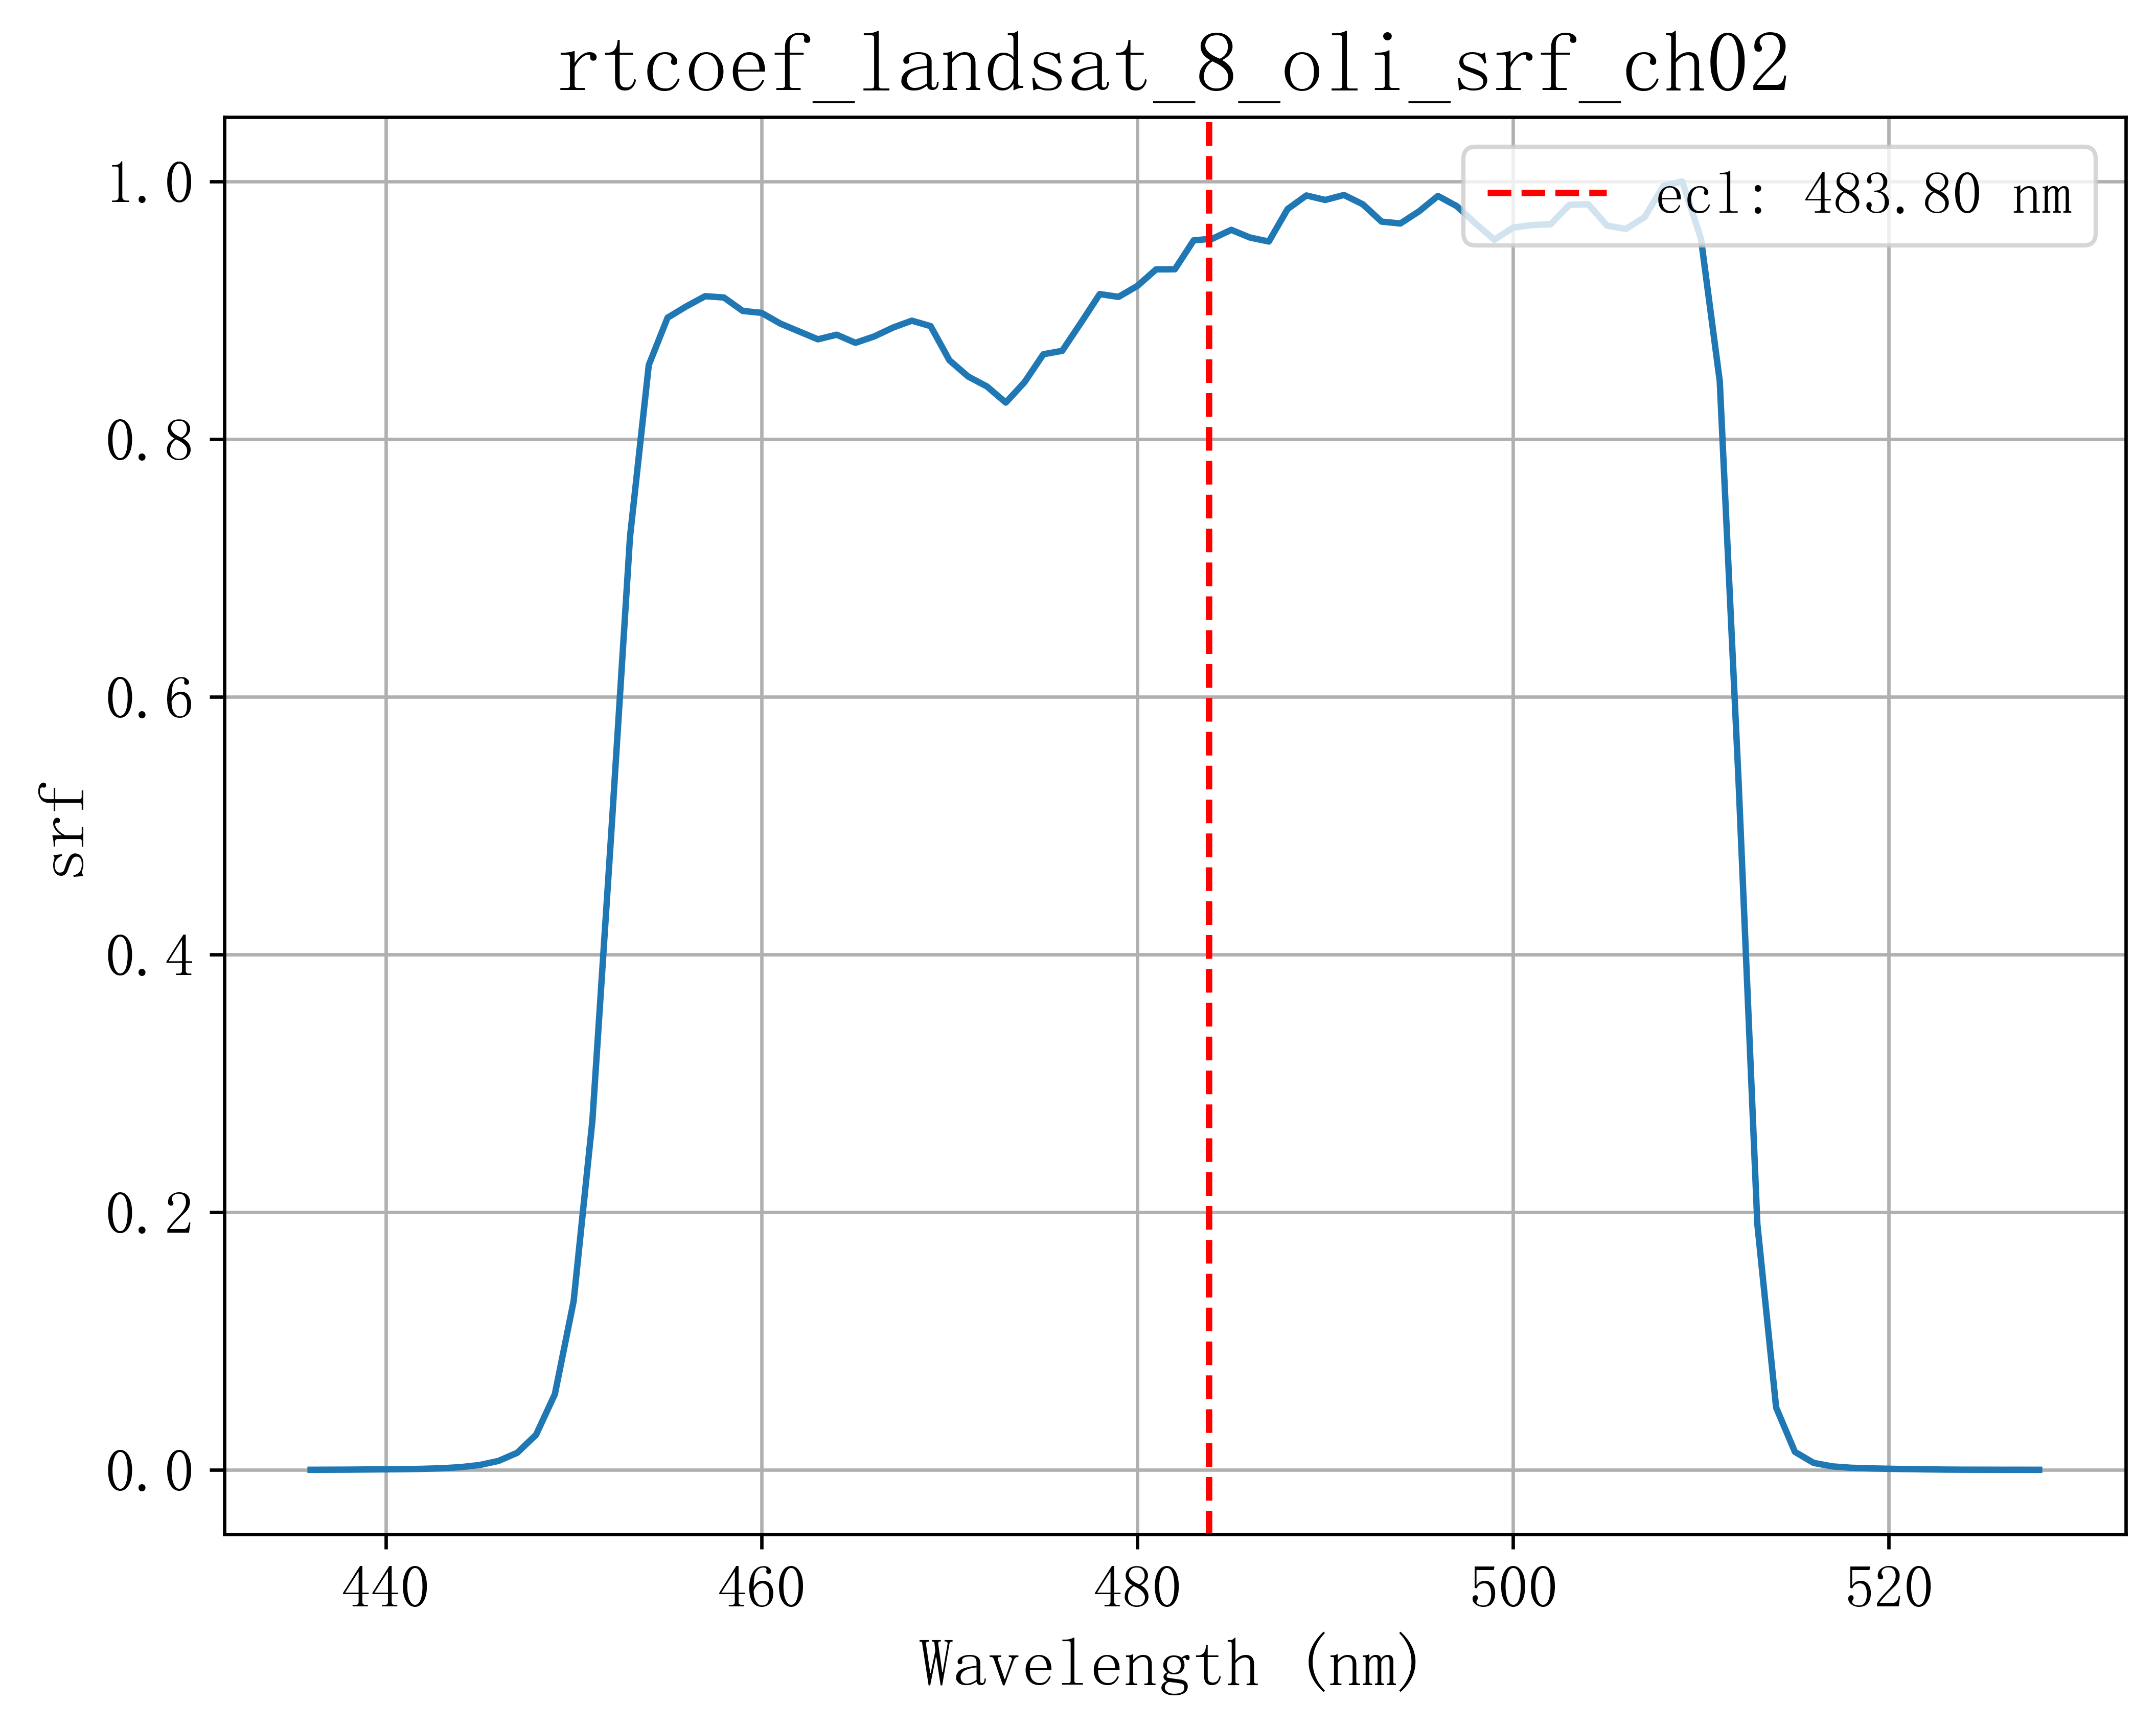 rtcoef_landsat_8_oli_srf_ch02
ecl: 483.80 nm
1.0
0.8
0.6
0.4
0.2
0.0
srf
440 460 480 500 520
Wavelength (nm)